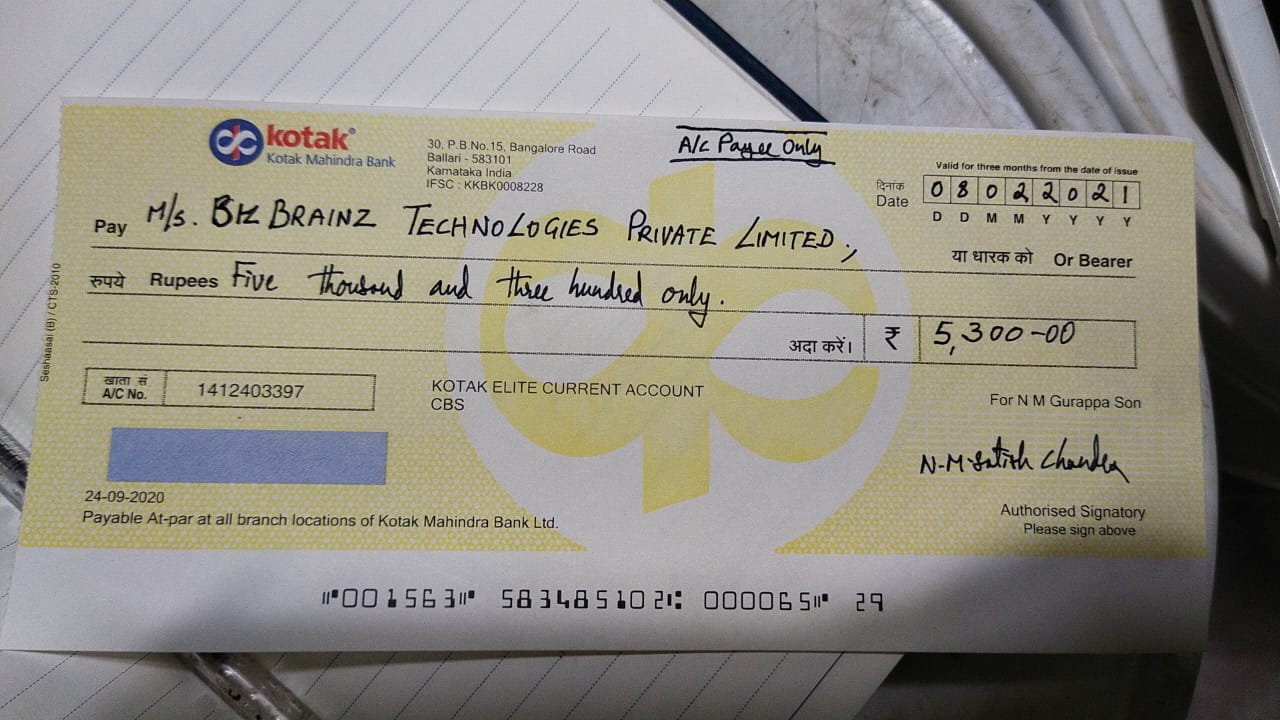 kotak®
Kotak Mahindra Bank
30, P.B.No.15, Bangalore Road
Ballari - 583101
Karnataka India
IFSC : KKBK0008228
A/c Payee Only
Valid for three months from the date of issue
दिनांक
Date 0 8 0 2 2 0 2 1
D D M M Y Y Y Y
Pay M/s. BIZ BRAINZ TECHNOLOGIES PRIVATE LIMITED.,
या धारक को Or Bearer
रुपये Rupees Five thousand and three hundred only.
अदा करें। ₹ 5,300-00
खाता सं
A/C No. 1412403397
KOTAK ELITE CURRENT ACCOUNT
CBS
For N M Gurappa Son
N-M-Satish Chandra
24-09-2020
Payable At-par at all branch locations of Kotak Mahindra Bank Ltd.
Authorised Signatory
Please sign above
Seshaasai (B) / CTS-2010
⑈001563⑈ 583485102⑆ 000065⑈ 29